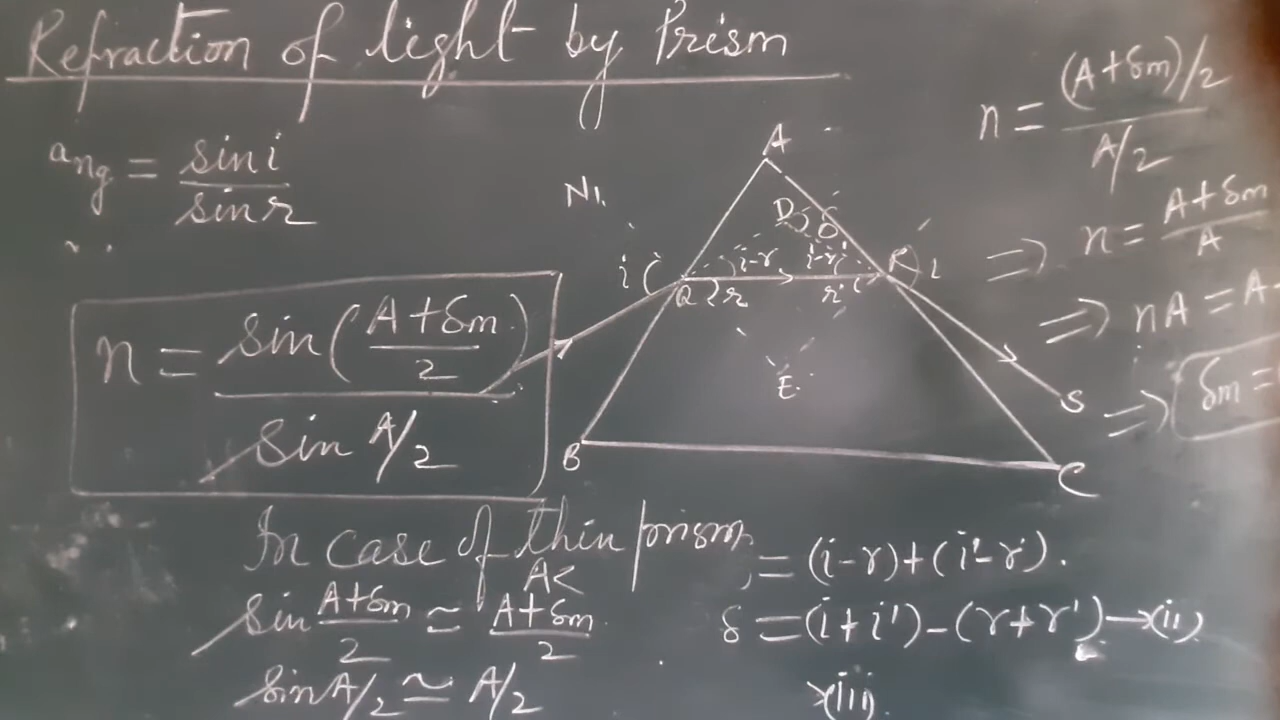 Refraction of light by Prism
ang = sin i / sin r
n = sin(A+δm / 2) / sin A/2
N1.
A
D
δ
i
i-r
i'-r'
Q
r
r'
R
E
B
C
S
n = (A+δm)/2 / A/2
⇒ n = A+δm / A
⇒ nA = A
⇒ δm =
In case of thin prism,
A<
sin A+δm / 2 ≃ A+δm / 2
sin A/2 ≃ A/2
= (i-r)+(i'-r').
δ = (i+i')-(r+r') → (ii)
(iii)